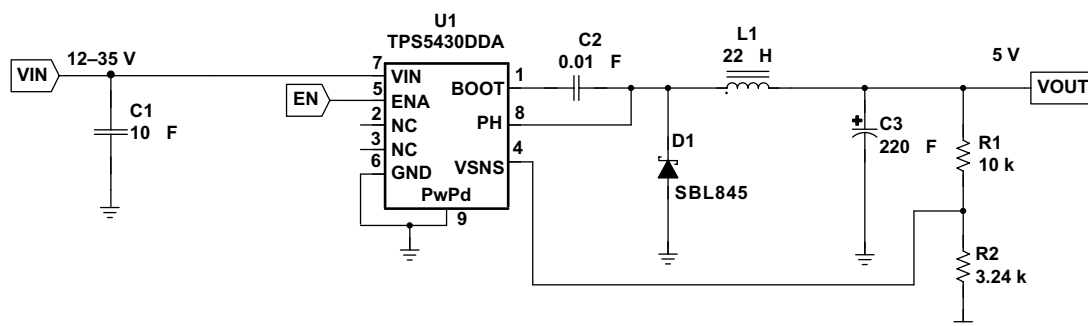 U1
TPS5430DDA
VIN
12–35 V
C1
10 F
EN
7
5
2
3
6
VIN
ENA
NC
NC
GND
BOOT
PH
VSNS
PwPd
9
1
8
4
C2
0.01 F
L1
22 H
D1
SBL845
C3
220 F
5 V
VOUT
R1
10 k
R2
3.24 k